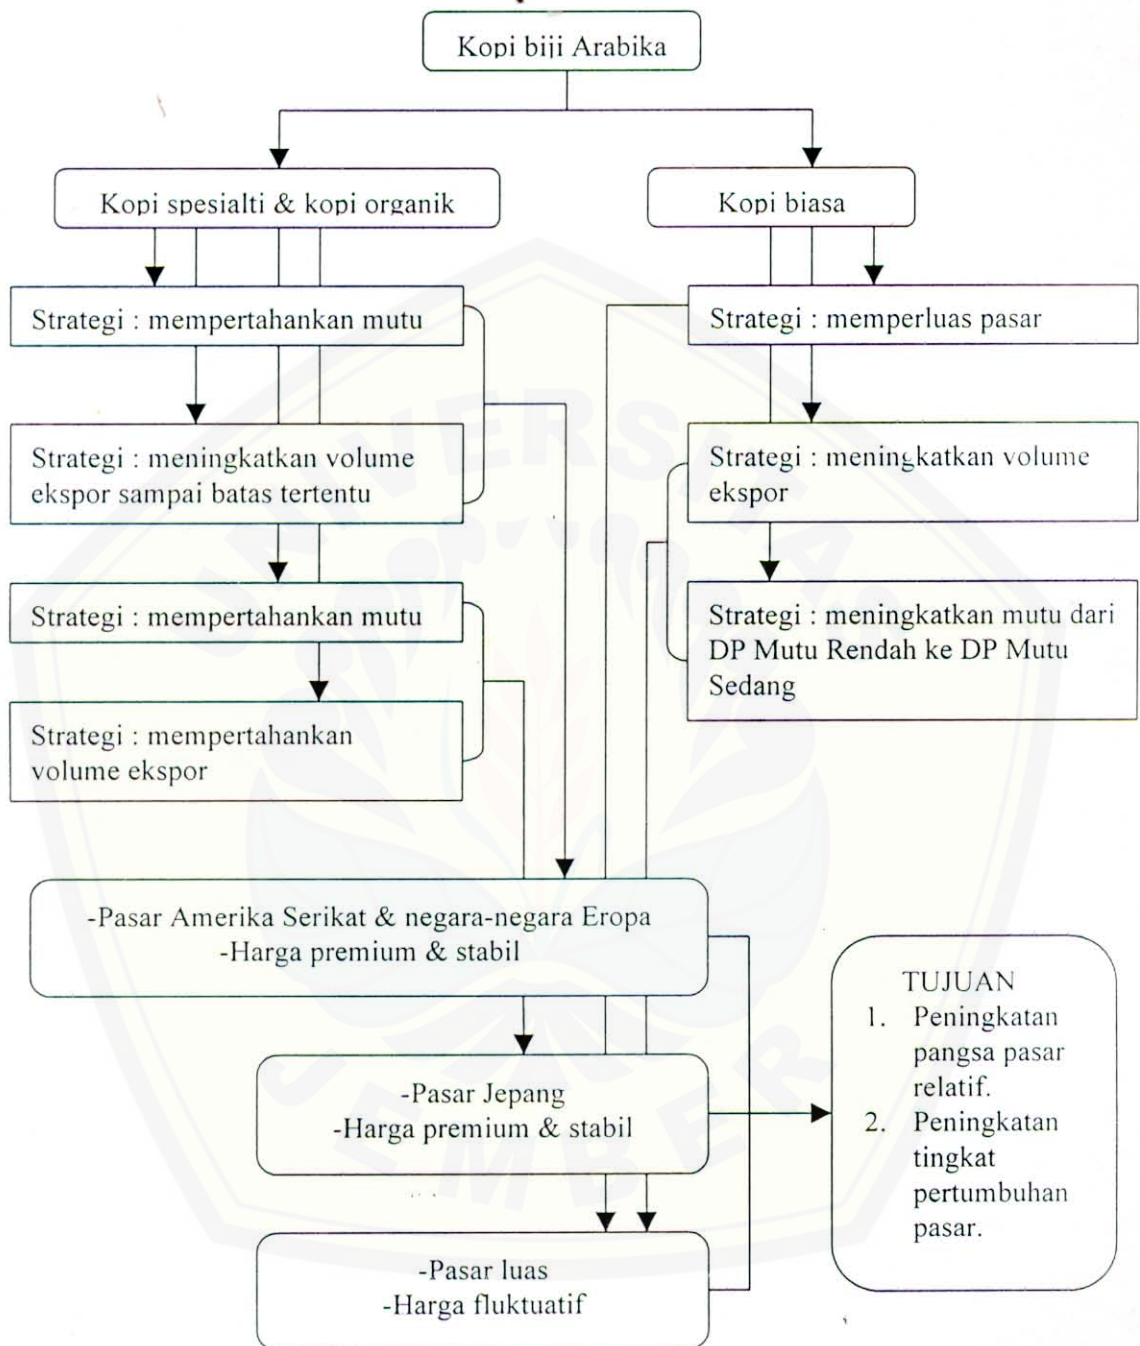 Kopi biji Arabika
Kopi spesialti & kopi organik
Kopi biasa
Strategi : mempertahankan mutu
Strategi : memperluas pasar
Strategi : meningkatkan volume
ekspor sampai batas tertentu
Strategi : meningkatkan volume
ekspor
Strategi : mempertahankan mutu
Strategi : meningkatkan mutu dari
DP Mutu Rendah ke DP Mutu
Sedang
Strategi : mempertahankan
volume ekspor
-Pasar Amerika Serikat & negara-negara Eropa
-Harga premium & stabil
-Pasar Jepang
-Harga premium & stabil
-Pasar luas
-Harga fluktuatif
TUJUAN
1. Peningkatan
pangsa pasar
relatif.
2. Peningkatan
tingkat
pertumbuhan
pasar.
UNIVERSITAS
JEMBER